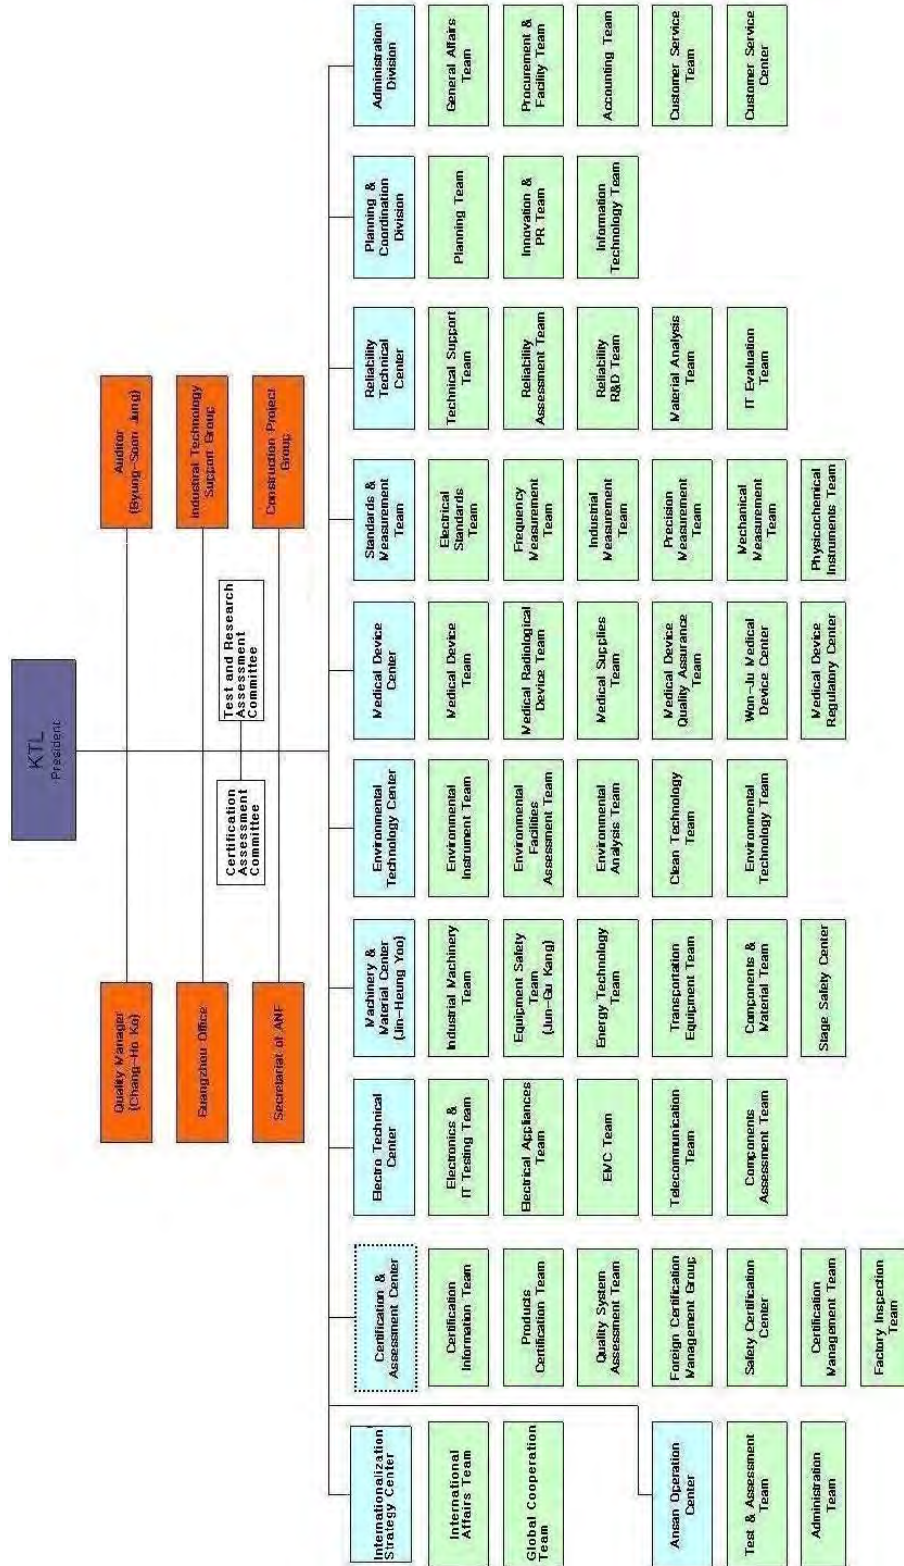 KTL
President
Quality Manager
(Chang-Ho Ko)
Auditor
(Byung-Soon Jung)
Guangzhou Office
Industrial Technology
Support Group
Certification
Assessment
Committee
Test and Research
Assessment
Committee
Secretariat of ANF
Construction Project
Group
Internationalization
Strategy Center
International
Affairs Team
Global Cooperation
Team
Ansan Operation
Center
Test & Assessment
Team
Administration
Team
Certification &
Assessment Center
Certification
Information Team
Products
Certification Team
Quality System
Assessment Team
Foreign Certification
Management Group
Safety Certification
Center
Certification
Management Team
Factory Inspection
Team
Electro Technical
Center
Electronics &
IT Testing Team
Electrical Appliances
Team
EMC Team
Telecommunication
Team
Components
Assessment Team
Machinery &
Material Center
(Jin-Heung Yoo)
Industrial Machinery
Team
Equipment Safety
Team
(Jun-Gu Kang)
Energy Technology
Team
Transportation
Equipment Team
Components &
Material Team
Stage Safety Center
Environmental
Technology Center
Environmental
Instrument Team
Environmental
Facilities
Assessment Team
Environmental
Analysis Team
Clean Technology
Team
Environmental
Technology Team
Medical Device
Center
Medical Device
Team
Medical Radiological
Device Team
Medical Supplies
Team
Medical Device
Quality Assurance
Team
Won-Ju Medical
Device Center
Medical Device
Regulatory Center
Standards &
Measurement
Team
Electrical
Standards
Team
Frequency
Measurement
Team
Industrial
Measurement
Team
Precision
Measurement
Team
Mechanical
Measurement
Team
Physicochemical
Instruments Team
Reliability
Technical
Center
Technical Support
Team
Reliability
Assessment Team
Reliability
R&D Team
Material Analysis
Team
IT Evaluation
Team
Planning &
Coordination
Division
Planning Team
Innovation &
PR Team
Information
Technology Team
Administration
Division
General Affairs
Team
Procurement &
Facility Team
Accounting Team
Customer Service
Team
Customer Service
Center